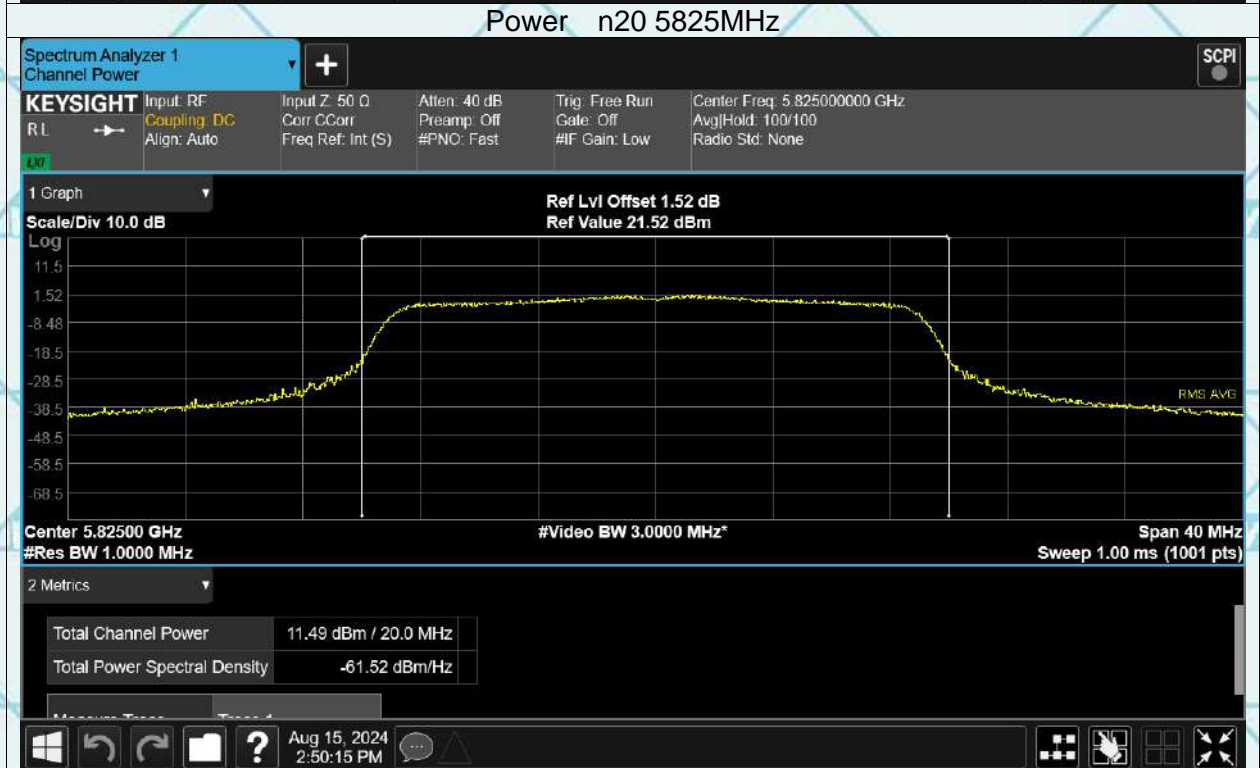 Power n20 5825MHz
Spectrum Analyzer 1
Channel Power
+
SCPI
KEYSIGHT
RL
LXI
Input: RF
Coupling: DC
Align: Auto
Input Z: 50 Ω
Corr CCorr
Freq Ref: Int (S)
Atten: 40 dB
Preamp: Off
#PNO: Fast
Trig: Free Run
Gate: Off
#IF Gain: Low
Center Freq: 5.825000000 GHz
Avg|Hold: 100/100
Radio Std: None
1 Graph
Scale/Div 10.0 dB
Ref Lvl Offset 1.52 dB
Ref Value 21.52 dBm
Log
11.5
1.52
-8.48
-18.5
-28.5
-38.5
-48.5
-58.5
-68.5
RMS AVG
Center 5.82500 GHz
#Video BW 3.0000 MHz*
Span 40 MHz
#Res BW 1.0000 MHz
Sweep 1.00 ms (1001 pts)
2 Metrics
Total Channel Power 11.49 dBm / 20.0 MHz
Total Power Spectral Density -61.52 dBm/Hz
?
Aug 15, 2024
2:50:15 PM